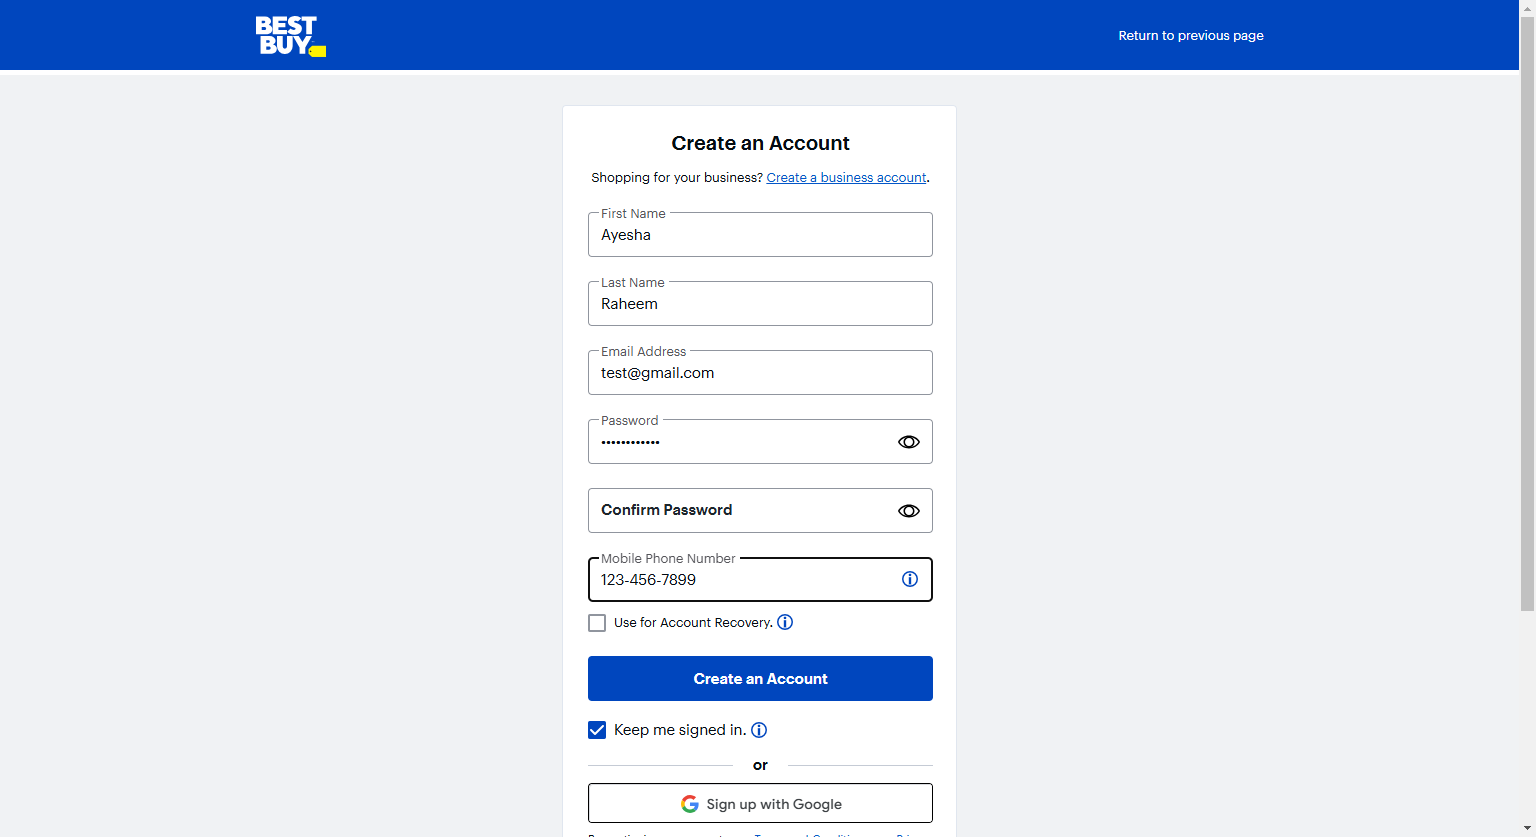 BEST
BUY
Return to previous page
Create an Account
Shopping for your business? Create a business account.
First Name
Ayesha
Last Name
Raheem
Email Address
test@gmail.com
Password
••••••••••••
Confirm Password
Mobile Phone Number
123-456-7899
Use for Account Recovery.
Create an Account
Keep me signed in.
or
Sign up with Google